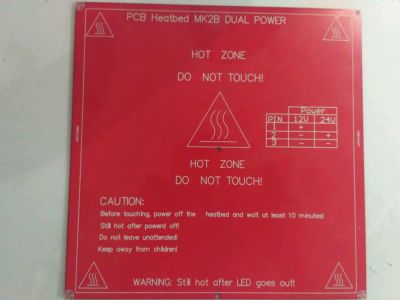 PCB Heatbed MK2B DUAL POWER
HOT ZONE
DO NOT TOUCH!
Power
PIN 12V 24V
1 +
2 - +
3 - -
HOT ZONE
DO NOT TOUCH!
CAUTION:
Before touching, power off the heatbed and wait at least 10 minutes!
Still hot after powerd off!
Do not leave unattended!
Keep away from children!
WARNING: Still hot after LED goes out!